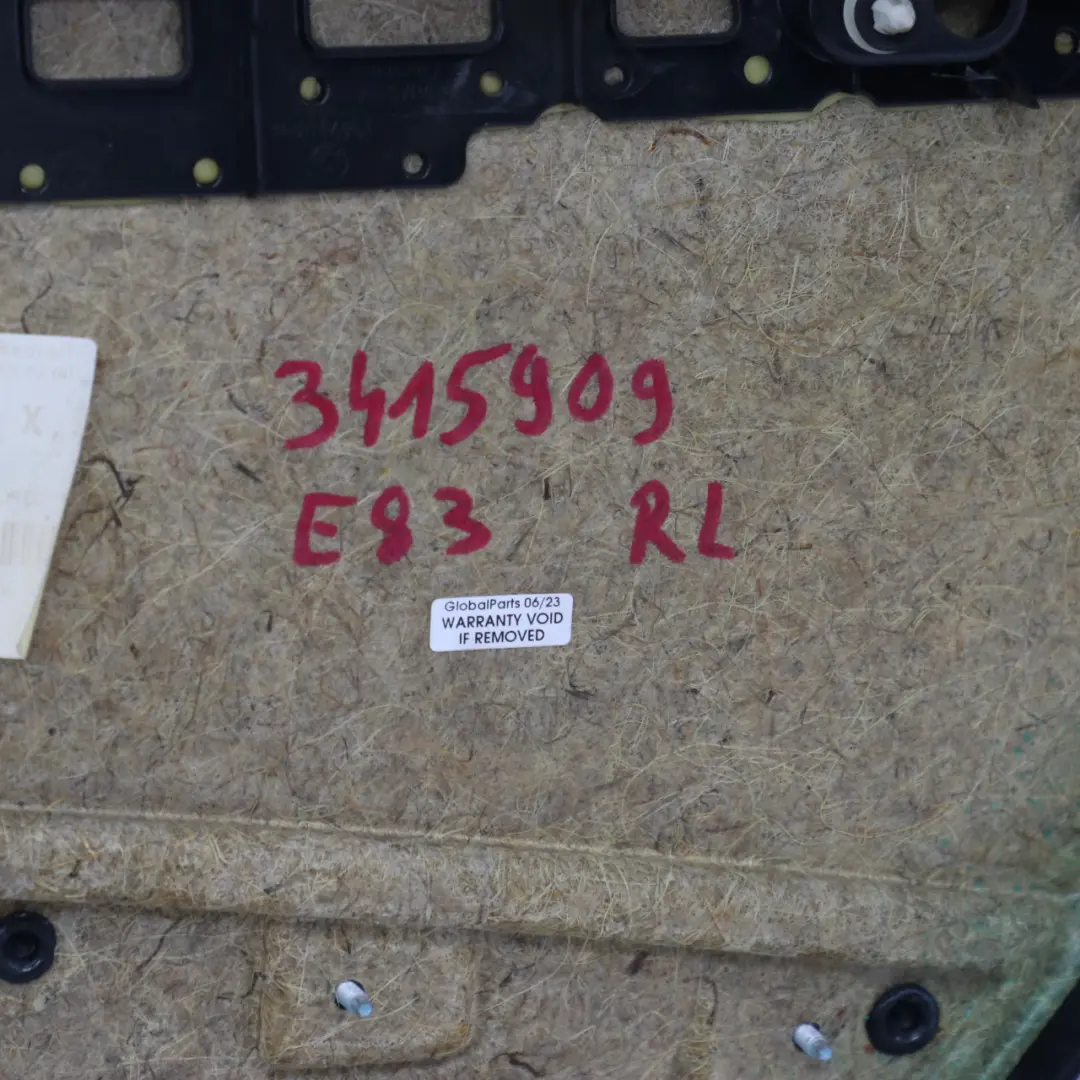 3415909
E83 RL
GlobalParts 06/23
WARRANTY VOID
IF REMOVED
X